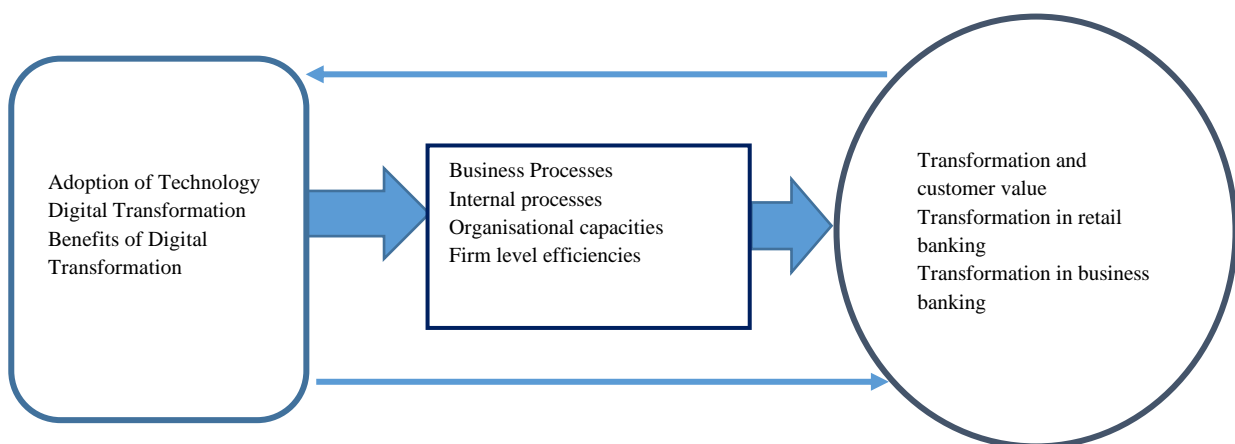 Adoption of Technology
Digital Transformation
Benefits of Digital
Transformation
Business Processes
Internal processes
Organisational capacities
Firm level efficiencies
Transformation and
customer value
Transformation in retail
banking
Transformation in business
banking